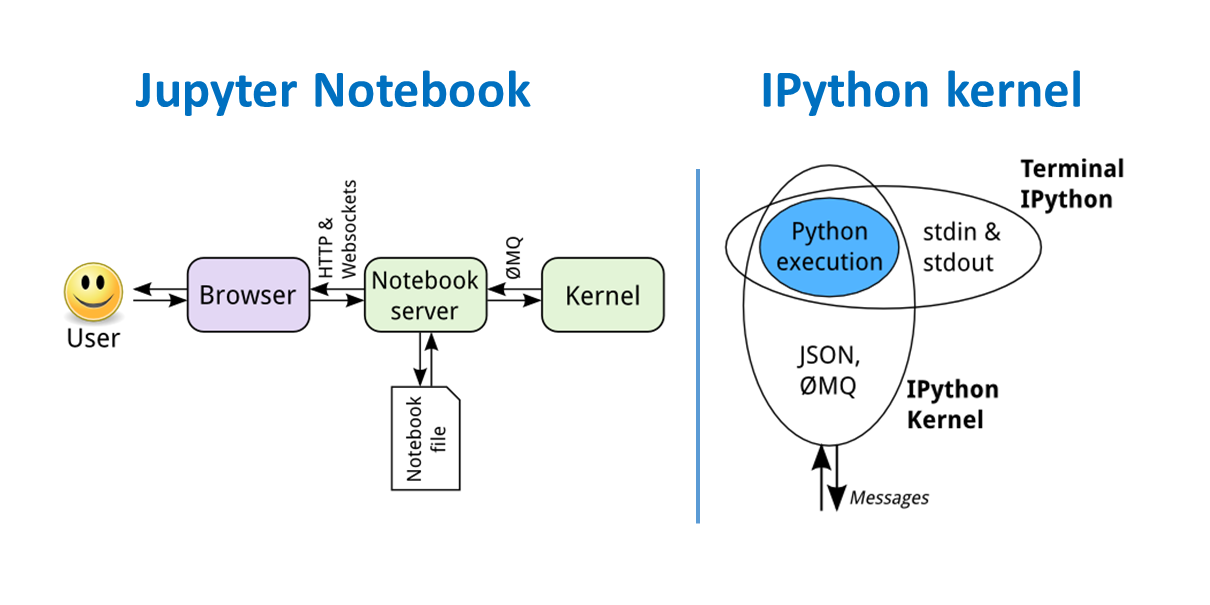 Jupyter Notebook
IPython kernel
User
Browser
HTTP &
Websockets
Notebook
server
ØMQ
Kernel
Notebook
file
Terminal
IPython
Python
execution
stdin &
stdout
JSON,
ØMQ
IPython
Kernel
Messages